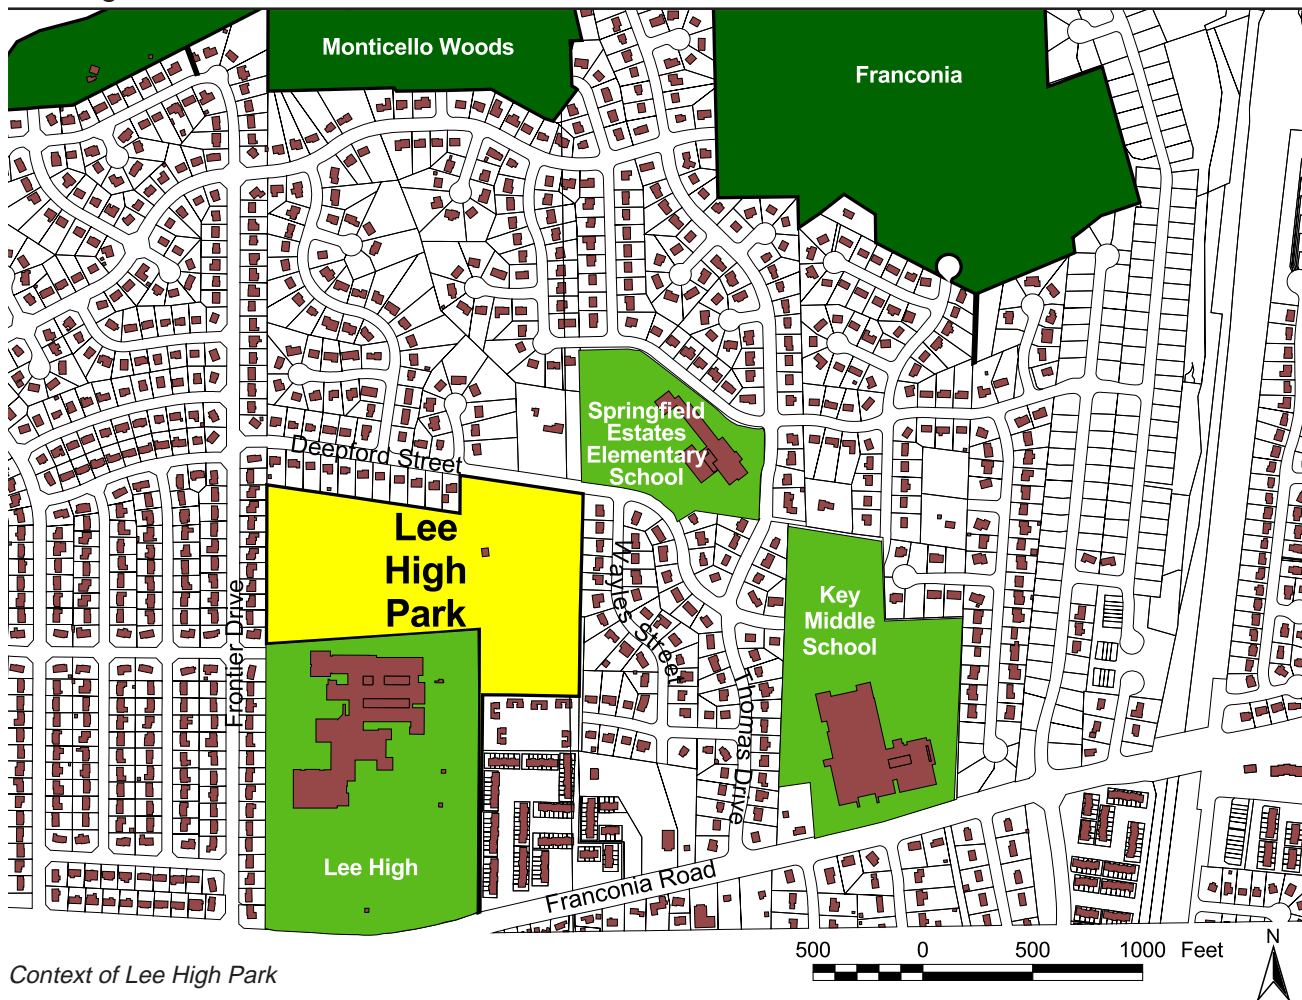 Monticello Woods
Franconia
Springfield
Estates
Elementary
School
Deepford Street
Lee
High
Park
Wayles Street
Key
Middle
School
Frontier Drive
Thomas Drive
Lee High
Franconia Road
500 0 500 1000 Feet
N
Context of Lee High Park